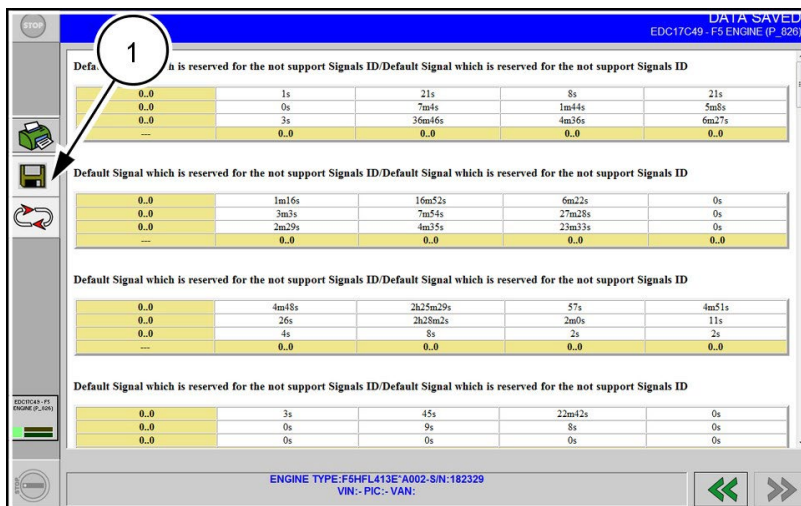 STOP
DATA SAVED
EDC17C49 - F5 ENGINE (P_826)
1
Default Signal which is reserved for the not support Signals ID/Default Signal which is reserved for the not support Signals ID
0..0 1s 21s 8s 21s
0..0 0s 7m4s 1m44s 5m8s
0..0 3s 36m46s 4m36s 6m27s
--- 0..0 0..0 0..0 0..0
Default Signal which is reserved for the not support Signals ID/Default Signal which is reserved for the not support Signals ID
0..0 1m16s 16m52s 6m22s 0s
0..0 3m3s 7m54s 27m28s 0s
0..0 2m29s 4m35s 23m33s 0s
--- 0..0 0..0 0..0 0..0
Default Signal which is reserved for the not support Signals ID/Default Signal which is reserved for the not support Signals ID
0..0 4m48s 2h25m29s 57s 4m51s
0..0 26s 2h28m2s 2m0s 11s
0..0 4s 8s 2s 2s
--- 0..0 0..0 0..0 0..0
Default Signal which is reserved for the not support Signals ID/Default Signal which is reserved for the not support Signals ID
0..0 3s 45s 22m42s 0s
0..0 0s 9s 8s 0s
0..0 0s 0s 0s 0s
EDC17C49 - F5
ENGINE (P_826)
STOP
ENGINE TYPE:F5HFL413E*A002-S/N:182329
VIN:- PIC:- VAN: